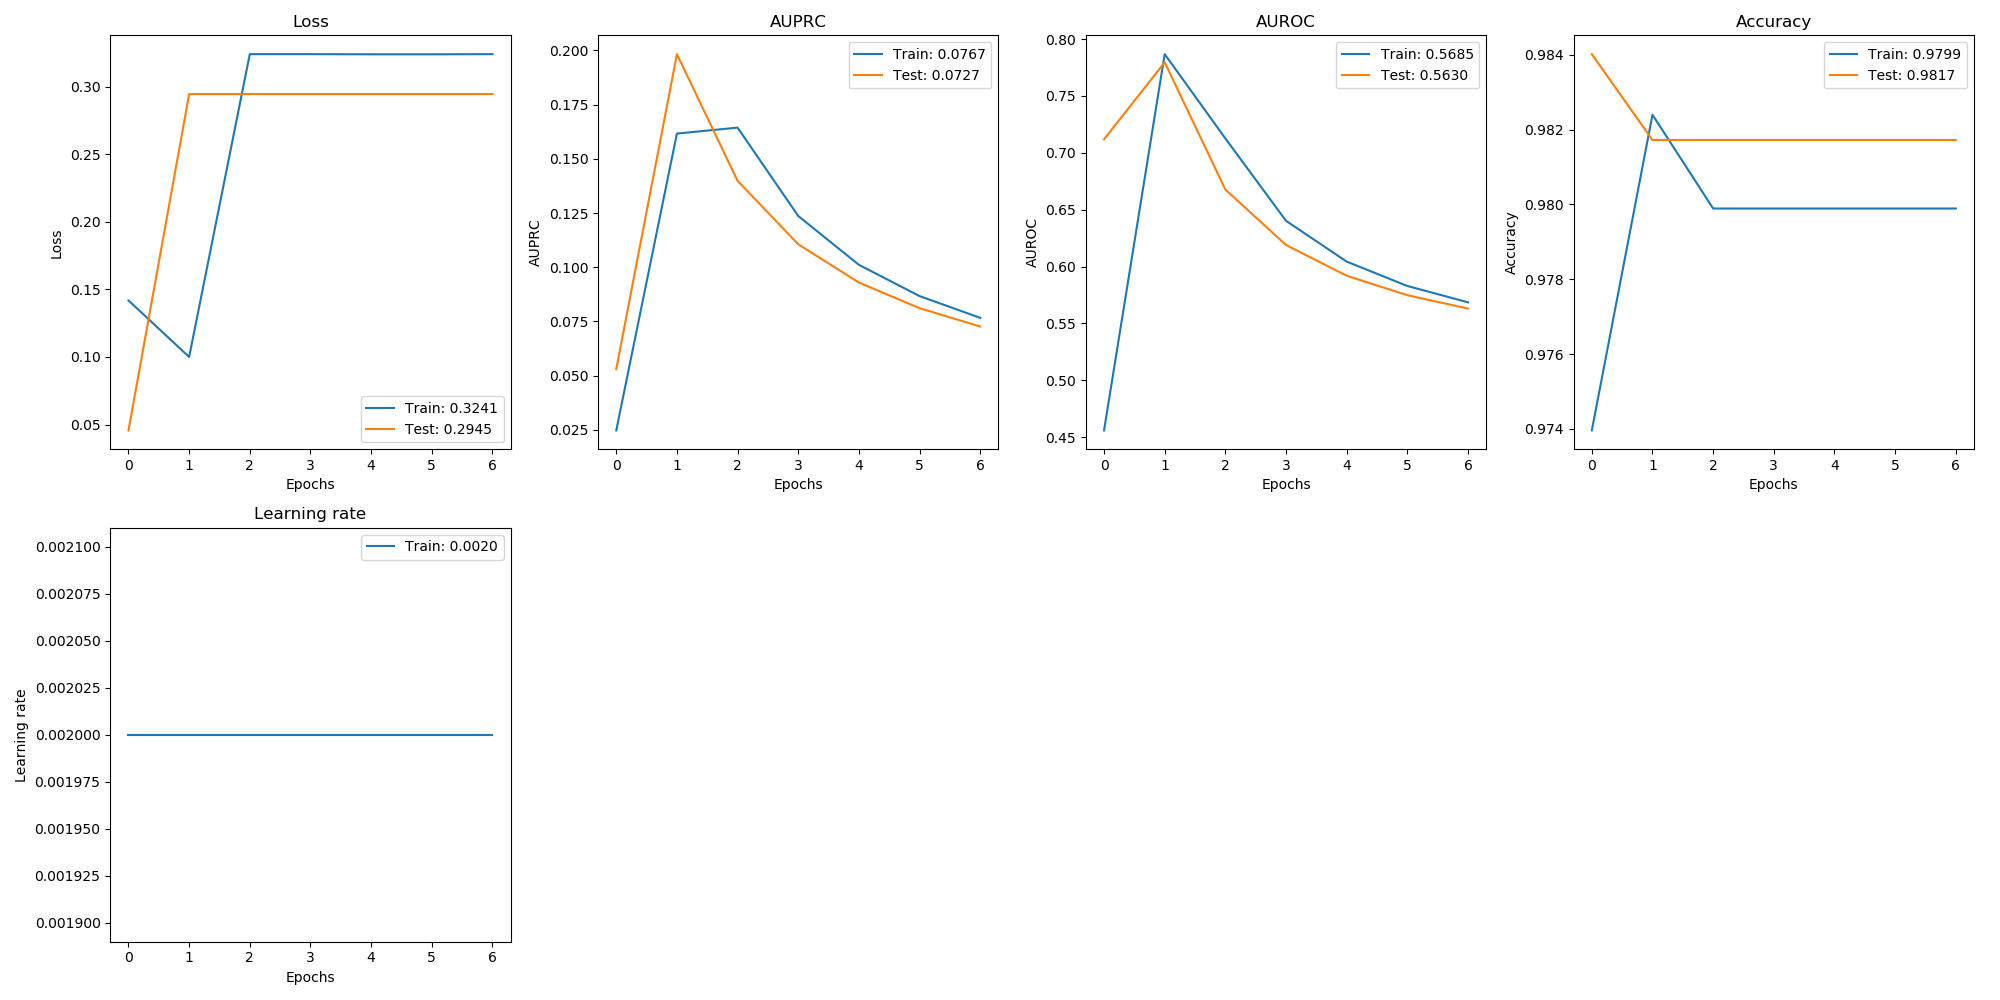 Loss
0.30
0.25
0.20
0.15
0.10
0.05
Loss
Train: 0.3241
Test: 0.2945
0 1 2 3 4 5 6
Epochs
AUPRC
0.200
0.175
0.150
0.125
0.100
0.075
0.050
0.025
AUPRC
Train: 0.0767
Test: 0.0727
0 1 2 3 4 5 6
Epochs
AUROC
0.80
0.75
0.70
0.65
0.60
0.55
0.50
0.45
AUROC
Train: 0.5685
Test: 0.5630
0 1 2 3 4 5 6
Epochs
Accuracy
0.984
0.982
0.980
0.978
0.976
0.974
Accuracy
Train: 0.9799
Test: 0.9817
0 1 2 3 4 5 6
Epochs
Learning rate
0.002100
0.002075
0.002050
0.002025
0.002000
0.001975
0.001950
0.001925
0.001900
Learning rate
Train: 0.0020
0 1 2 3 4 5 6
Epochs